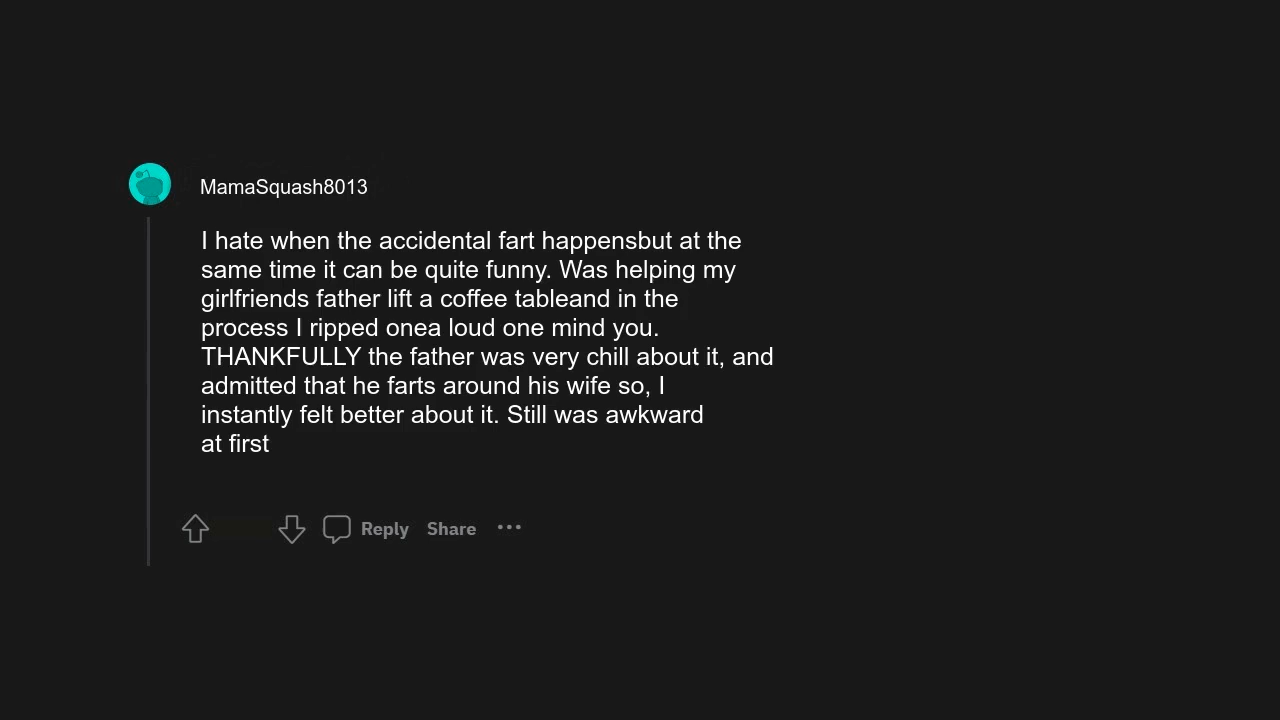 MamaSquash8013
I hate when the accidental fart happensbut at the
same time it can be quite funny. Was helping my
girlfriends father lift a coffee tableand in the
process I ripped onea loud one mind you.
THANKFULLY the father was very chill about it, and
admitted that he farts around his wife so, I
instantly felt better about it. Still was awkward
at first
Reply Share